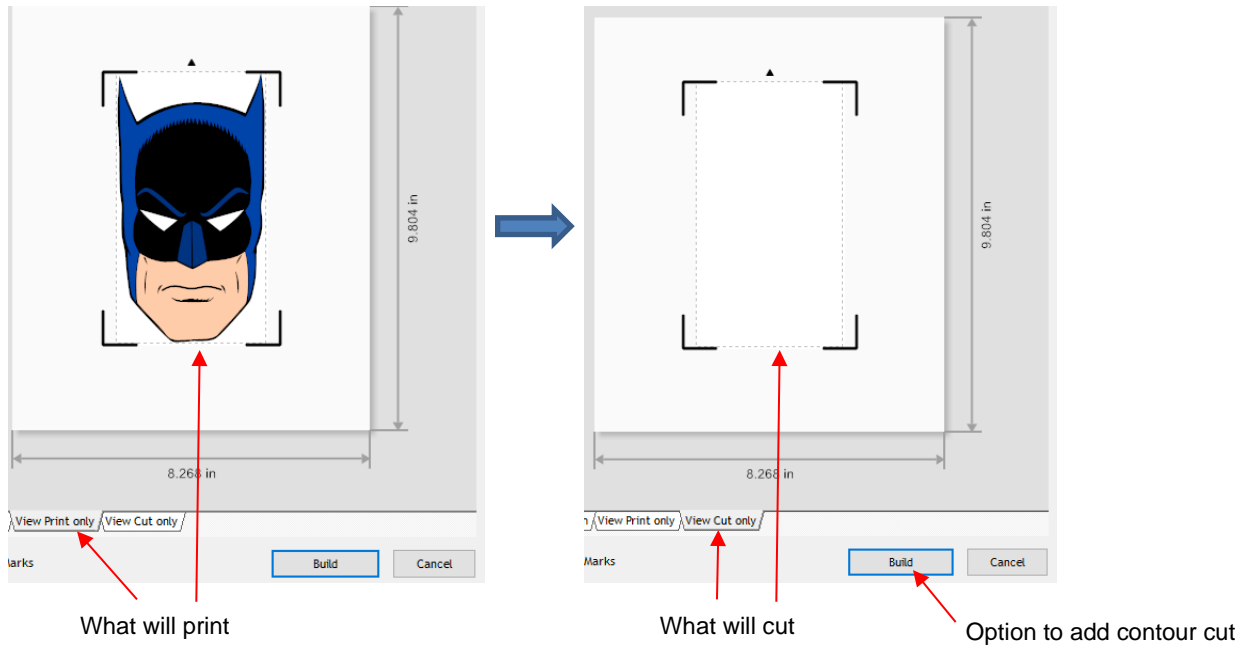 9.804 in
8.268 in
View Print only View Cut only
larks
Build
Cancel
What will print
9.804 in
8.268 in
n View Print only View Cut only
Marks
Build
Cancel
What will cut
Option to add contour cut